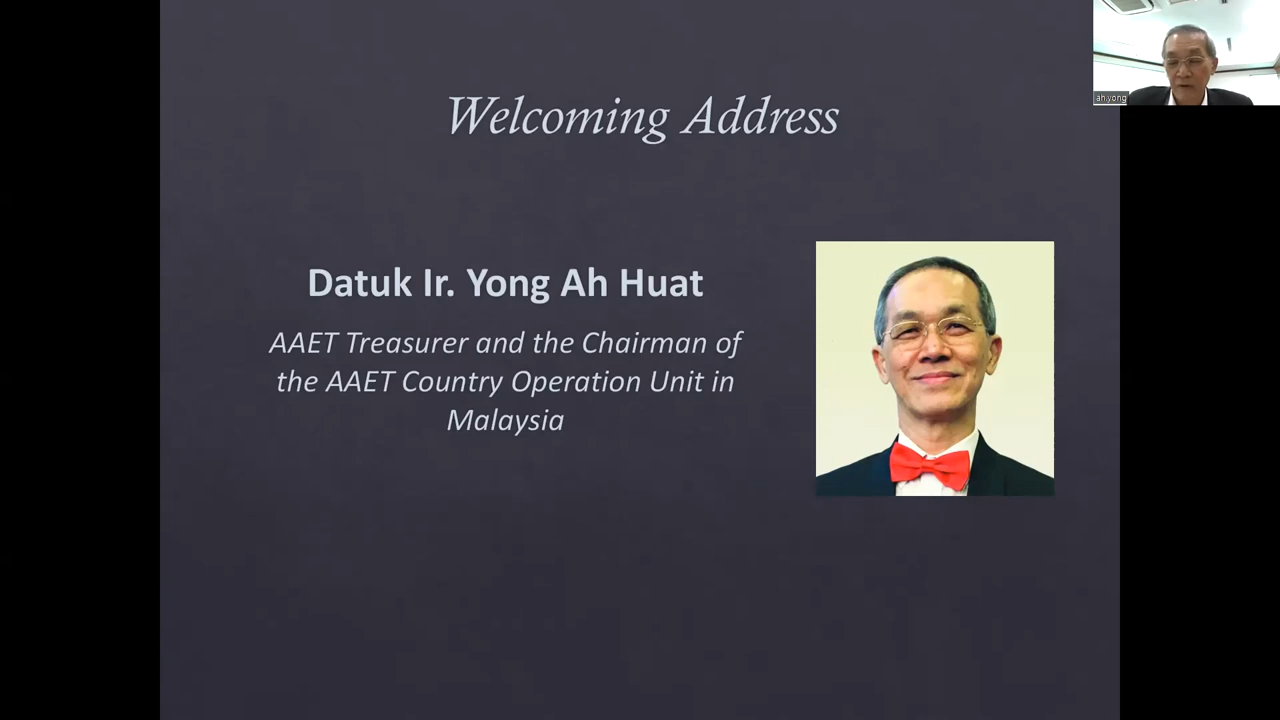 Welcoming Address
ah.yong
Datuk Ir. Yong Ah Huat
AAET Treasurer and the Chairman of
the AAET Country Operation Unit in
Malaysia